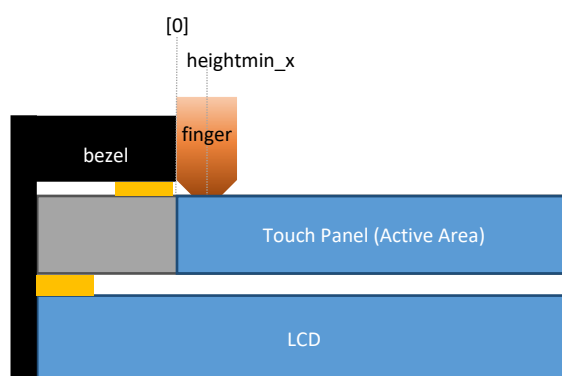 [0]
heightmin_x
finger
bezel
Touch Panel (Active Area)
LCD